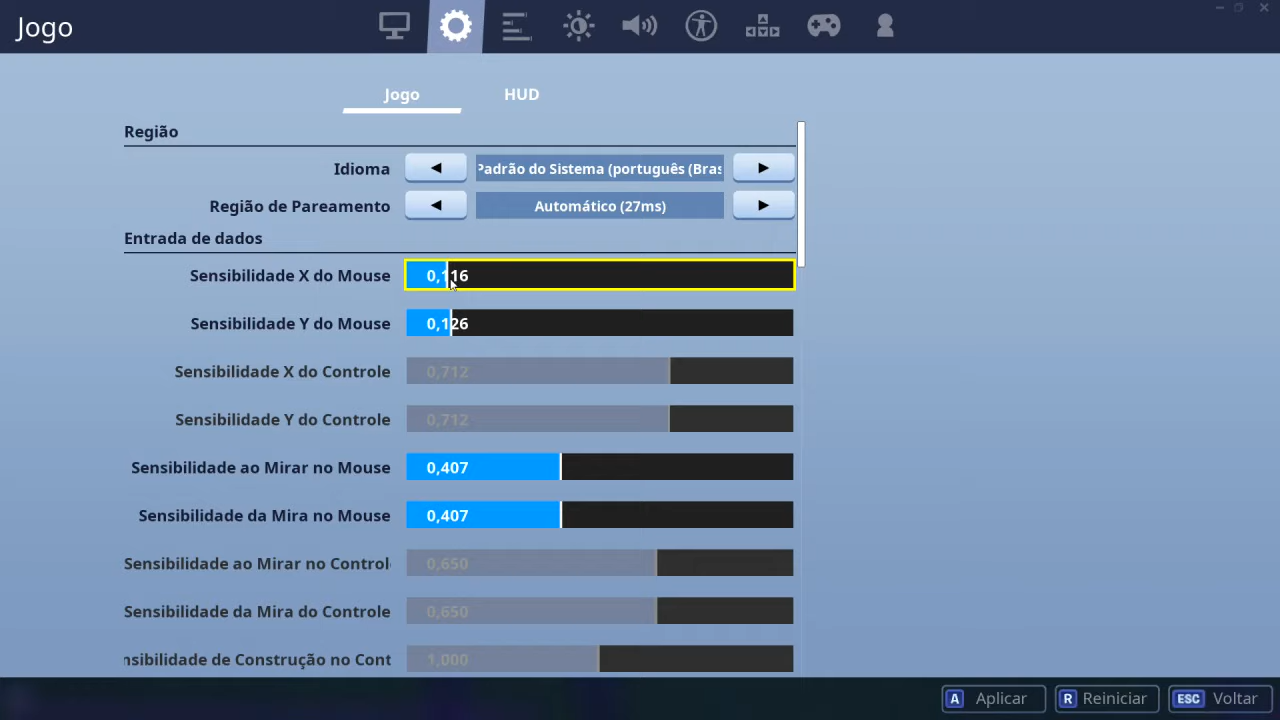 Jogo
Jogo HUD
Região
Idioma ◄ Padrão do Sistema (português (Bras ►
Região de Pareamento ◄ Automático (27ms) ►
Entrada de dados
Sensibilidade X do Mouse 0,116
Sensibilidade Y do Mouse 0,126
Sensibilidade X do Controle 0,712
Sensibilidade Y do Controle 0,712
Sensibilidade ao Mirar no Mouse 0,407
Sensibilidade da Mira no Mouse 0,407
Sensibilidade ao Mirar no Control 0,650
Sensibilidade da Mira do Controle 0,650
nsibilidade de Construção no Cont 1,000
A Aplicar R Reiniciar ESC Voltar